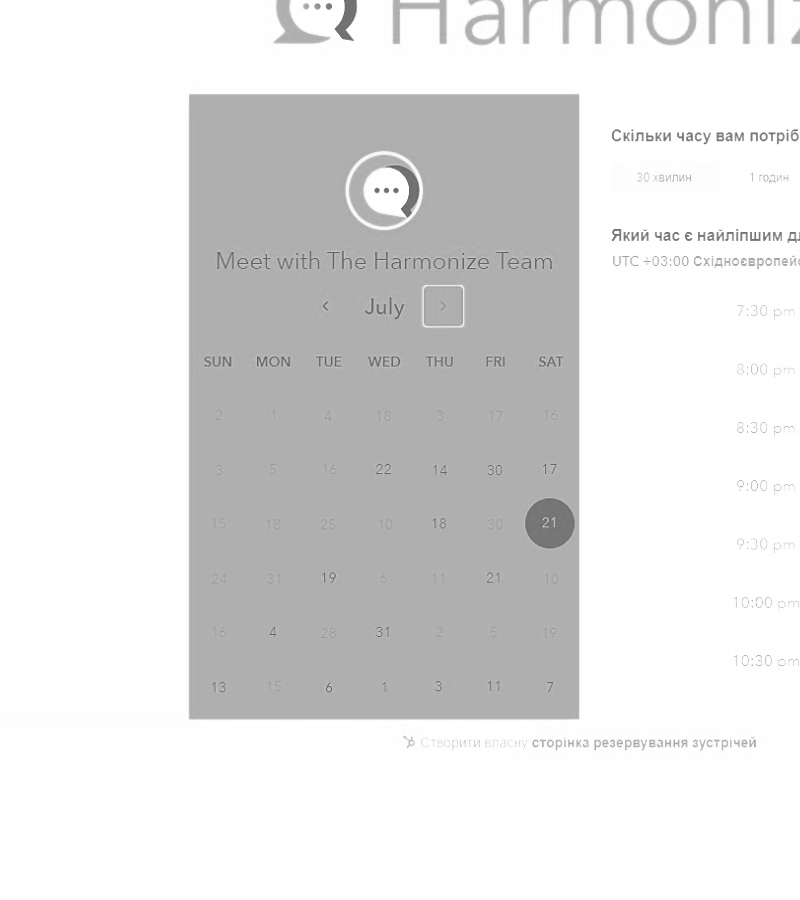 Harmoniz
Meet with The Harmonize Team
July
SUN MON TUE WED THU FRI SAT
2 1 4 18 3 17 16
3 5 16 22 14 30 17
15 18 25 10 18 30 21
24 31 19 6 11 21 10
16 4 28 31 2 5 19
13 15 6 1 3 11 7
Скільки часу вам потріб
30 хвилин 1 годин
Який час є найліпшим д
UTC +03:00 Східноєвропейс
7:30 pm
8:00 pm
8:30 pm
9:00 pm
9:30 pm
10:00 pm
10:30 pm
Створити власну сторінка резервування зустрічей